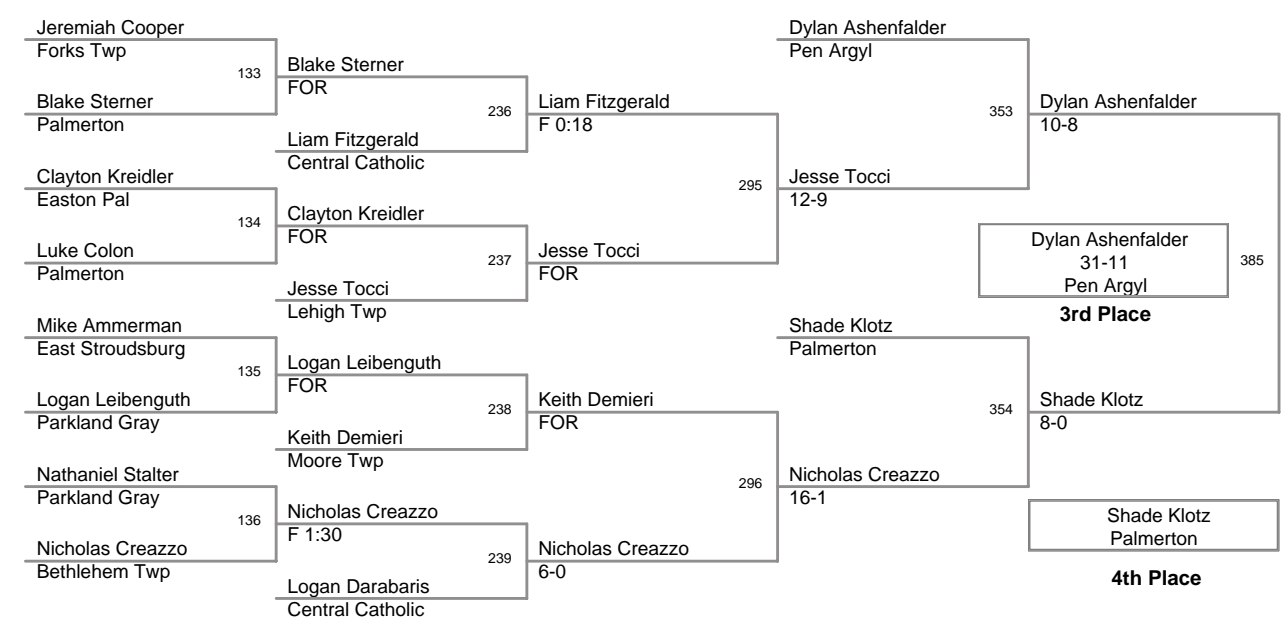 Jeremiah Cooper
Forks Twp
133
Blake Sterner
Palmerton
Clayton Kreidler
Easton Pal
134
Luke Colon
Palmerton
Mike Ammerman
East Stroudsburg
135
Logan Leibenguth
Parkland Gray
Nathaniel Stalter
Parkland Gray
136
Nicholas Creazzo
Bethlehem Twp
Blake Sterner
FOR
236
Liam Fitzgerald
Central Catholic
Clayton Kreidler
FOR
237
Jesse Tocci
Lehigh Twp
Logan Leibenguth
FOR
238
Keith Demieri
Moore Twp
Nicholas Creazzo
F 1:30
239
Logan Darabaris
Central Catholic
Liam Fitzgerald
F 0:18
295
Jesse Tocci
FOR
Keith Demieri
FOR
296
Nicholas Creazzo
6-0
Dylan Ashenfalder
Pen Argyl
353
Jesse Tocci
12-9
Shade Klotz
Palmerton
354
Nicholas Creazzo
16-1
Dylan Ashenfalder
10-8
Dylan Ashenfalder
31-11
Pen Argyl
385
3rd Place
Shade Klotz
8-0
Shade Klotz
Palmerton
4th Place